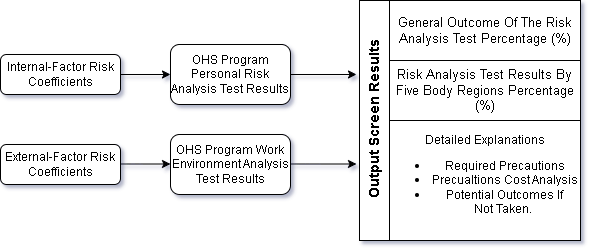 Internal-Factor Risk
Coefficients
OHS Program
Personal Risk
Analysis Test Results
External-Factor Risk
Coefficients
OHS Program Work
Environment Analysis
Test Results
Output Screen Results
General Outcome Of The Risk
Analysis Test Percentage (%)
Risk Analysis Test Results By
Five Body Regions Percentage
(%)
Detailed Explanations
• Required Precautions
• Precualtions Cost Analysis
• Potential Outcomes If
Not Taken.